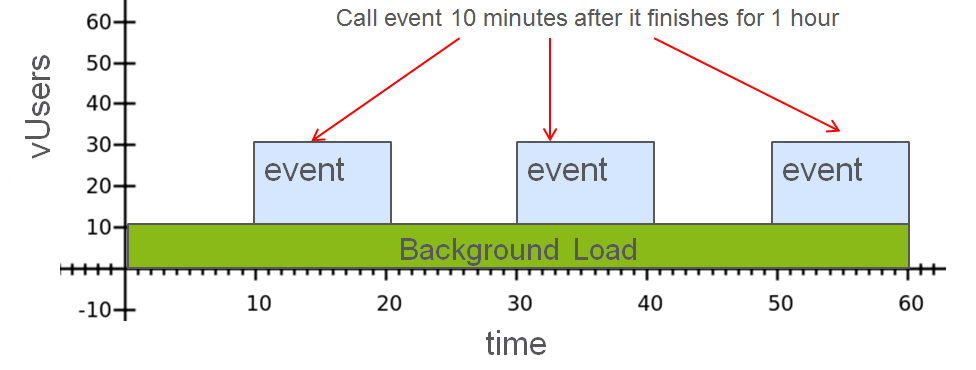 Call event 10 minutes after it finishes for 1 hour
60
50
40
30
20
10
-10
vUsers
event
event
event
Background Load
10
20
30
40
50
60
time